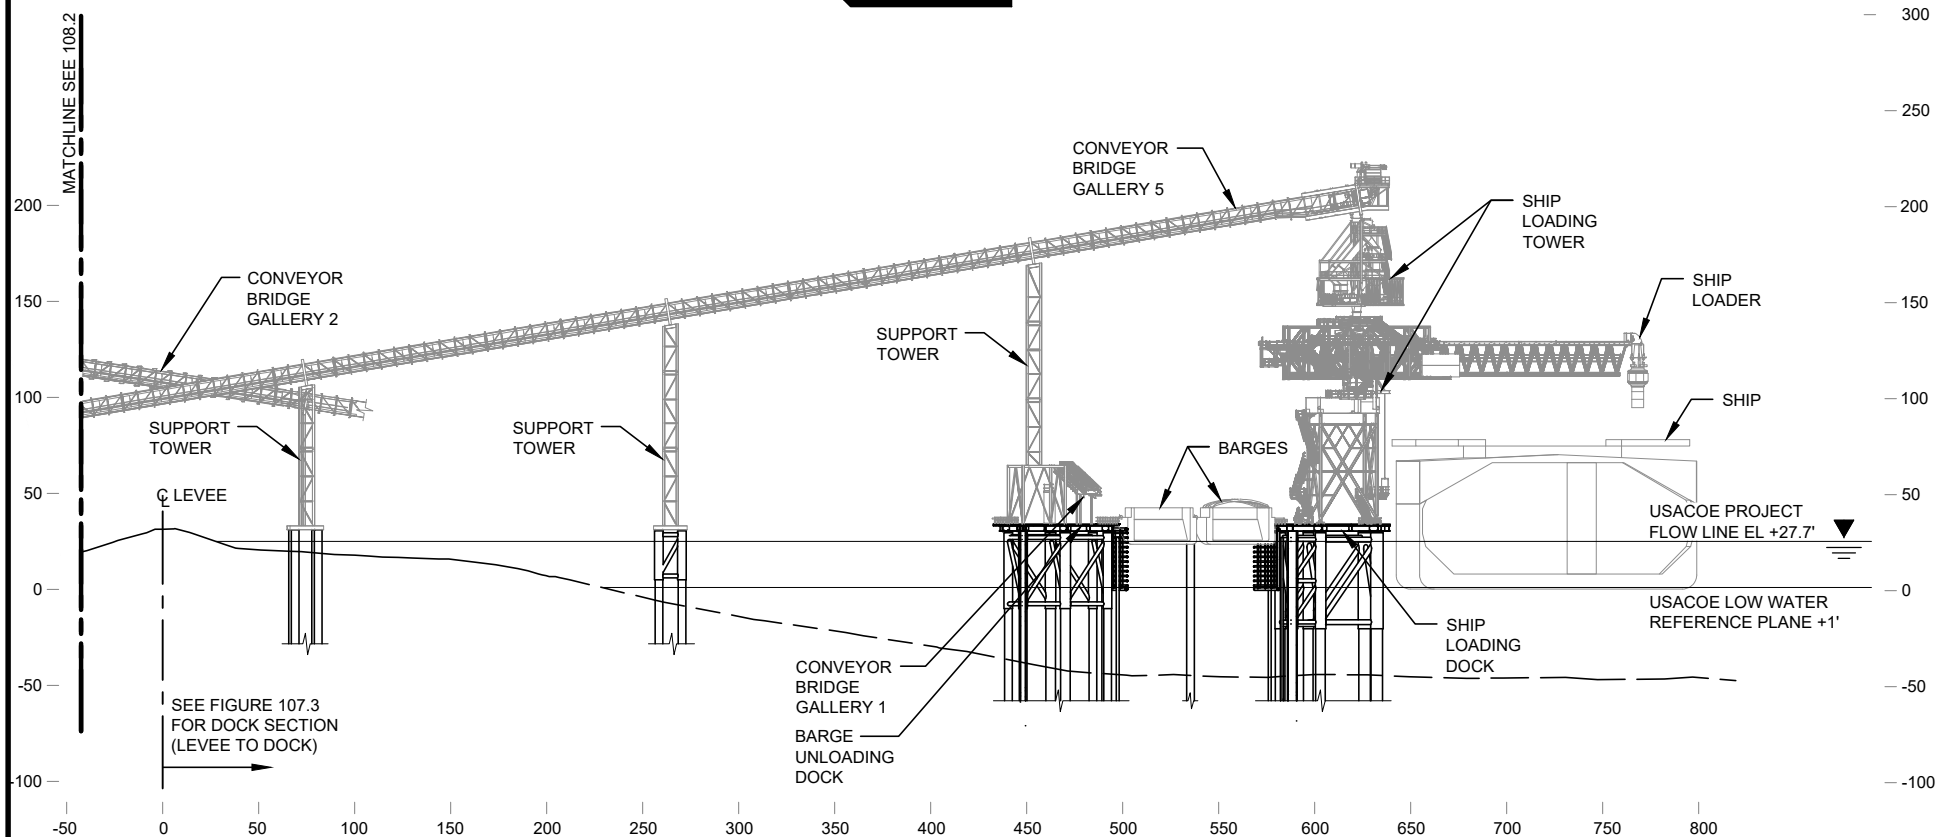 MATCHLINE SEE 108.2
300
250
200
150
100
50
0
-50
-100
200
150
100
50
0
-50
-100
CONVEYOR
BRIDGE
GALLERY 5
SHIP
LOADING
TOWER
CONVEYOR
BRIDGE
GALLERY 2
SHIP
LOADER
SUPPORT
TOWER
SHIP
SUPPORT
TOWER
SUPPORT
TOWER
BARGES
CL LEVEE
USACOE PROJECT
FLOW LINE EL +27.7'
USACOE LOW WATER
REFERENCE PLANE +1'
SHIP
LOADING
DOCK
CONVEYOR
BRIDGE
GALLERY 1
BARGE
UNLOADING
DOCK
SEE FIGURE 107.3
FOR DOCK SECTION
(LEVEE TO DOCK)
-50 0 50 100 150 200 250 300 350 400 450 500 550 600 650 700 750 800